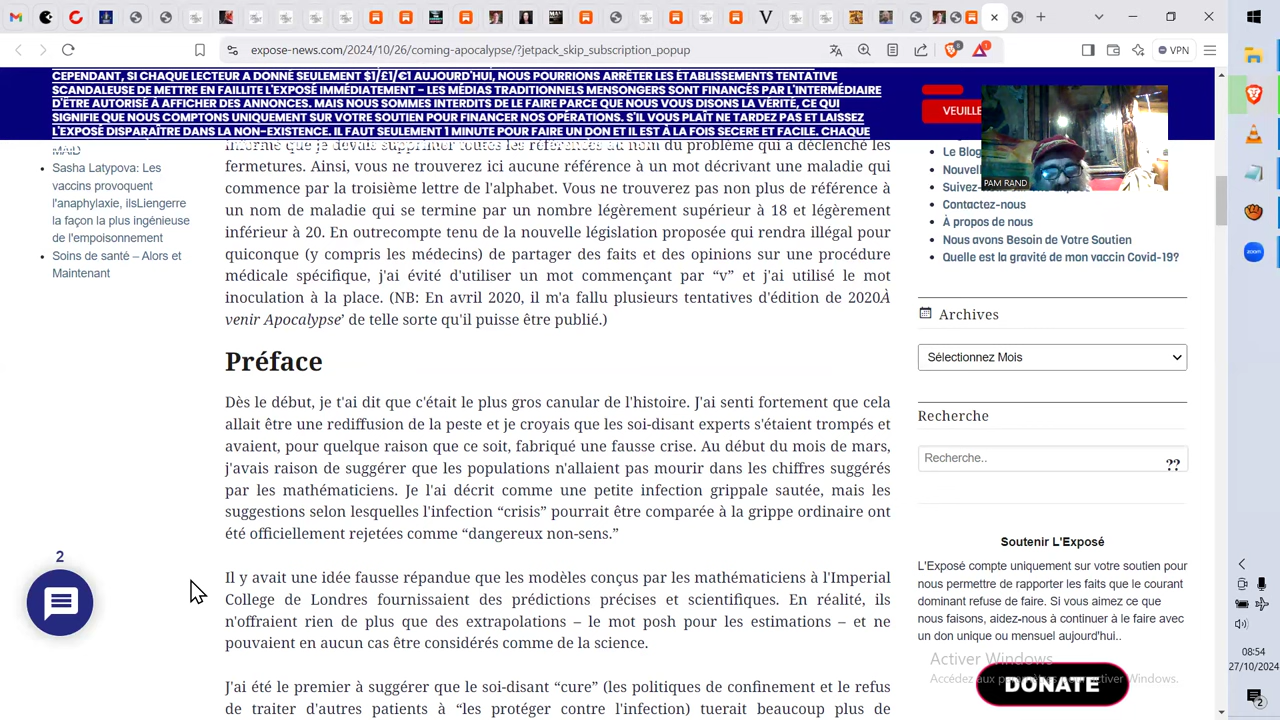 expose-news.com/2024/10/26/coming-apocalypse/?jetpack_skip_subscription_popup
VPN
CEPENDANT, SI CHAQUE LECTEUR A DONNÉ SEULEMENT $1/£1/€1 AUJOURD'HUI, NOUS POURRIONS ARRÊTER LES ÉTABLISSEMENTS TENTATIVE
SCANDALEUSE DE METTRE EN FAILLITE L'EXPOSÉ IMMÉDIATEMENT – LES MÉDIAS TRADITIONNELS MENSONGERS SONT FINANCÉS PAR L'INTERMÉDIAIRE
D'ÊTRE AUTORISÉ À AFFICHER DES ANNONCES. MAIS NOUS SOMMES INTERDITS DE LE FAIRE PARCE QUE NOUS VOUS DISONS LA VÉRITÉ, CE QUI
SIGNIFIE QUE NOUS COMPTONS UNIQUEMENT SUR VOTRE SOUTIEN POUR FINANCER NOS OPÉRATIONS. S'IL VOUS PLAÎT NE TARDEZ PAS ET LAISSEZ
L'EXPOSÉ DISPARAÎTRE DANS LA NON-EXISTENCE. IL FAUT SEULEMENT 1 MINUTE POUR FAIRE UN DON ET IL EST À LA FOIS SECERE ET FACILE. CHAQUE
VEUILLE
PAM RAND
Sasha Latypova: Les
vaccins provoquent
l'anaphylaxie, ilsLiengerre
la façon la plus ingénieuse
de l'empoisonnement
Soins de santé – Alors et
Maintenant
du problème qui a déclenché les
fermetures. Ainsi, vous ne trouverez ici aucune référence à un mot décrivant une maladie qui
commence par la troisième lettre de l'alphabet. Vous ne trouverez pas non plus de référence à
un nom de maladie qui se termine par un nombre légèrement supérieur à 18 et légèrement
inférieur à 20. En outrecompte tenu de la nouvelle législation proposée qui rendra illégal pour
quiconque (y compris les médecins) de partager des faits et des opinions sur une procédure
médicale spécifique, j'ai évité d'utiliser un mot commençant par “v” et j'ai utilisé le mot
inoculation à la place. (NB: En avril 2020, il m'a fallu plusieurs tentatives d'édition de 2020À
venir Apocalypse’ de telle sorte qu'il puisse être publié.)
Préface
Dès le début, je t'ai dit que c'était le plus gros canular de l'histoire. J'ai senti fortement que cela
allait être une rediffusion de la peste et je croyais que les soi-disant experts s'étaient trompés et
avaient, pour quelque raison que ce soit, fabriqué une fausse crise. Au début du mois de mars,
j'avais raison de suggérer que les populations n'allaient pas mourir dans les chiffres suggérés
par les mathématiciens. Je l'ai décrit comme une petite infection grippale sautée, mais les
suggestions selon lesquelles l'infection “crisis” pourrait être comparée à la grippe ordinaire ont
été officiellement rejetées comme “dangereux non-sens.”
Il y avait une idée fausse répandue que les modèles conçus par les mathématiciens à l'Imperial
College de Londres fournissaient des prédictions précises et scientifiques. En réalité, ils
n'offraient rien de plus que des extrapolations – le mot posh pour les estimations – et ne
pouvaient en aucun cas être considérés comme de la science.
J'ai été le premier à suggérer que le soi-disant “cure” (les politiques de confinement et le refus
de traiter d'autres patients à “les protéger contre l'infection) tuerait beaucoup plus de
2
Le Blog
Nouvel
Suivez-
Contactez-nous
À propos de nous
Nous avons Besoin de Votre Soutien
Quelle est la gravité de mon vaccin Covid-19?
Archives
Sélectionnez Mois
Recherche
Recherche..
??
Soutenir L'Exposé
L'Exposé compte uniquement sur votre soutien pour
nous permettre de rapporter les faits que le courant
dominant refuse de faire. Si vous aimez ce que
nous faisons, aidez-nous à continuer à le faire avec
un don unique ou mensuel aujourd'hui..
Activer Windows
DONATE
zoom
08:54
27/10/2024
2